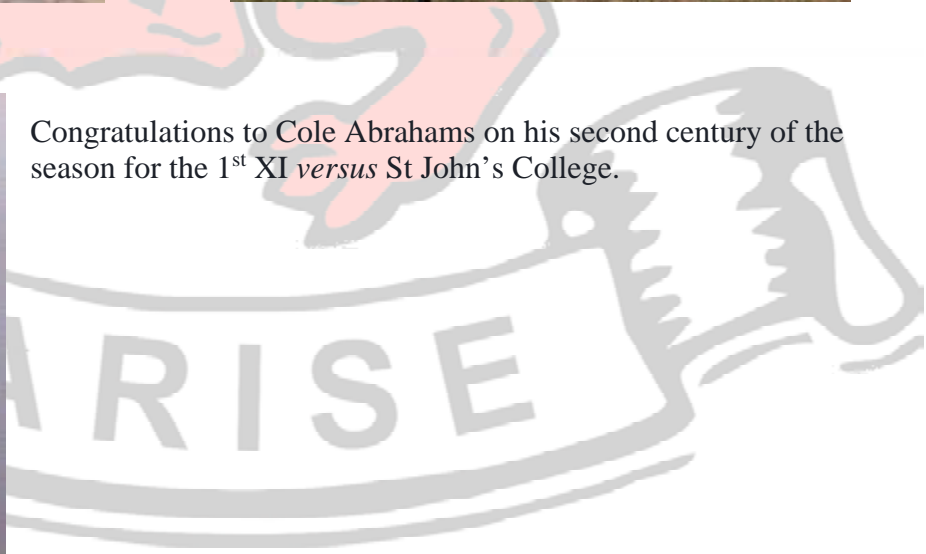 Congratulations to Cole Abrahams on his second century of the
season for the 1st XI versus St John’s College.
ARISE